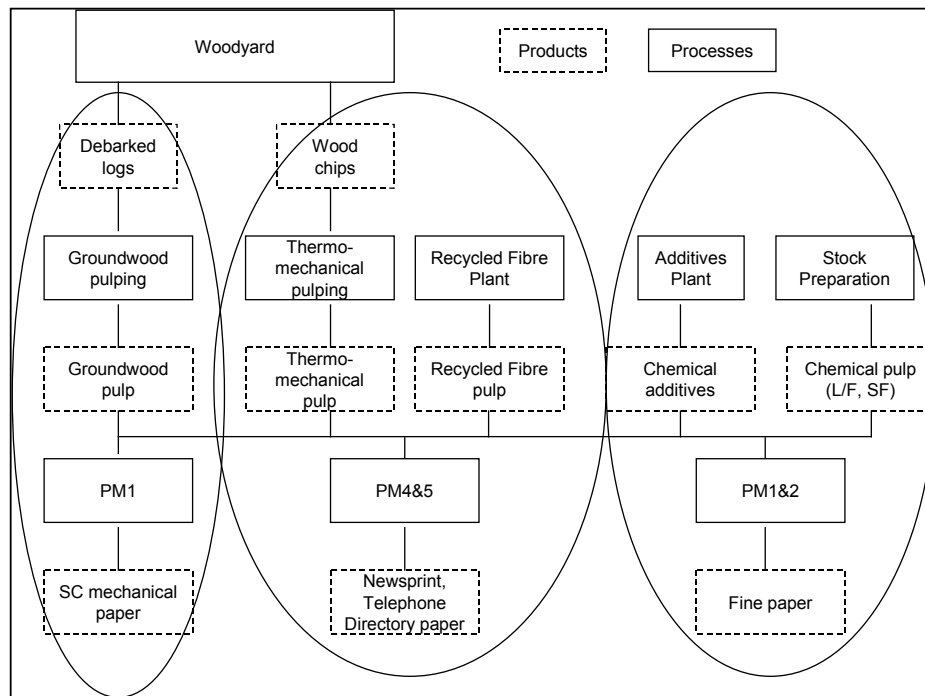 Woodyard
Products
Processes
Debarked
logs
Wood
chips
Groundwood
pulping
Thermo-
mechanical
pulping
Recycled Fibre
Plant
Additives
Plant
Stock
Preparation
Groundwood
pulp
Thermo-
mechanical
pulp
Recycled Fibre
pulp
Chemical
additives
Chemical pulp
(L/F, SF)
PM1
PM4&5
PM1&2
SC mechanical
paper
Newsprint,
Telephone
Directory paper
Fine paper